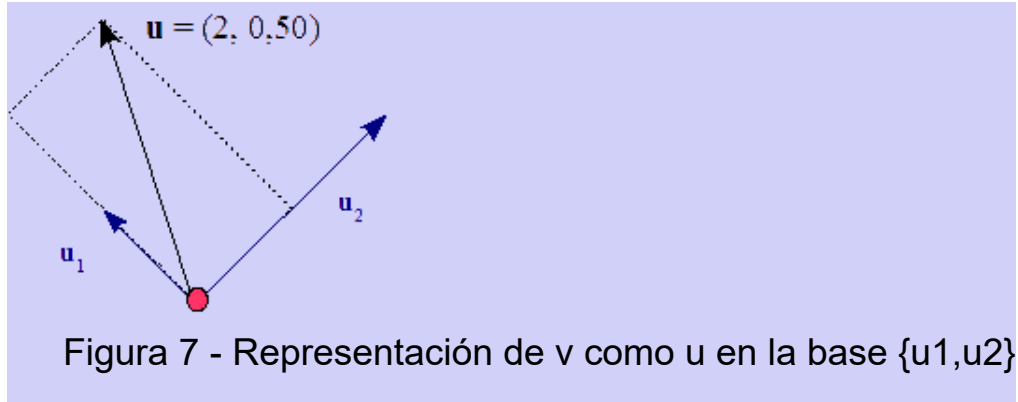 u = (2, 0,50)
u2
u1
Figura 7 - Representación de v como u en la base {u1,u2}